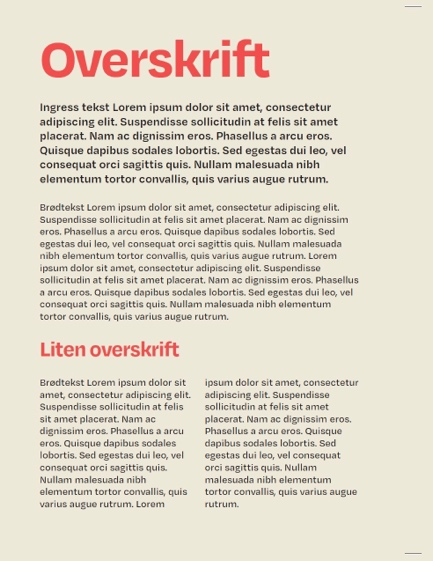 Overskrift
Ingress tekst Lorem ipsum dolor sit amet, consectetur
adipiscing elit. Suspendisse sollicitudin at felis sit amet
placerat. Nam ac dignissim eros. Phasellus a arcu eros.
Quisque dapibus sodales lobortis. Sed egestas dui leo, vel
consequat orci sagittis quis. Nullam malesuada nibh
elementum tortor convallis, quis varius augue rutrum.
Brødtekst Lorem ipsum dolor sit amet, consectetur adipiscing elit.
Suspendisse sollicitudin at felis sit amet placerat. Nam ac dignissim
eros. Phasellus a arcu eros. Quisque dapibus sodales lobortis. Sed
egestas dui leo, vel consequat orci sagittis quis. Nullam malesuada
nibh elementum tortor convallis, quis varius augue rutrum. Lorem
ipsum dolor sit amet, consectetur adipiscing elit. Suspendisse
sollicitudin at felis sit amet placerat. Nam ac dignissim eros. Phasellus
a arcu eros. Quisque dapibus sodales lobortis. Sed egestas dui leo, vel
consequat orci sagittis quis. Nullam malesuada nibh elementum
tortor convallis, quis varius augue rutrum.
Liten overskrift
Brødtekst Lorem ipsum dolor sit
amet, consectetur adipiscing elit.
Suspendisse sollicitudin at felis
sit amet placerat. Nam ac
dignissim eros. Phasellus a arcu
eros. Quisque dapibus sodales
lobortis. Sed egestas dui leo, vel
consequat orci sagittis quis.
Nullam malesuada nibh
elementum tortor convallis, quis
varius augue rutrum. Lorem
ipsum dolor sit amet, consectetur
adipiscing elit. Suspendisse
sollicitudin at felis sit amet
placerat. Nam ac dignissim eros.
Phasellus a arcu eros. Quisque
dapibus sodales lobortis. Sed
egestas dui leo, vel consequat
orci sagittis quis. Nullam
malesuada nibh elementum
tortor convallis, quis varius augue
rutrum.